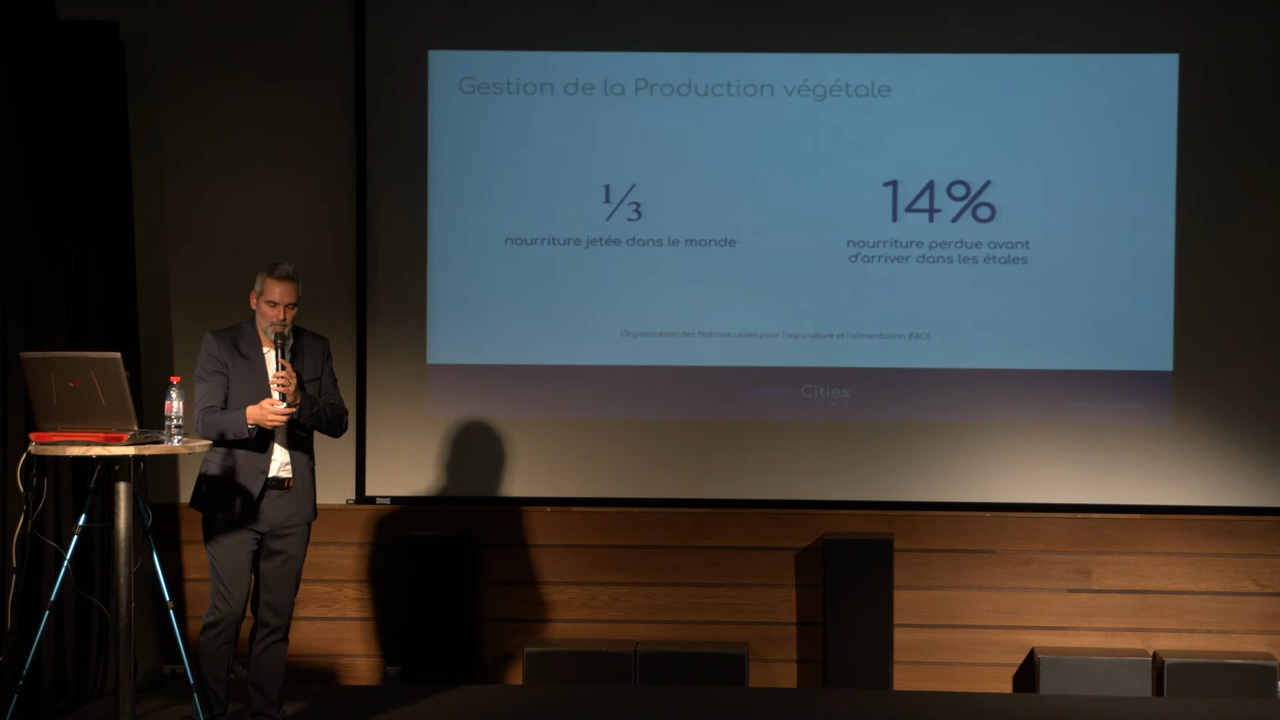 Gestion de la Production végétale
⅓
nourriture jetée dans le monde
14%
nourriture perdue avant
d'arriver dans les étales
Organisation des Nations unies pour l'agriculture et l'alimentation (FAO)
Cities